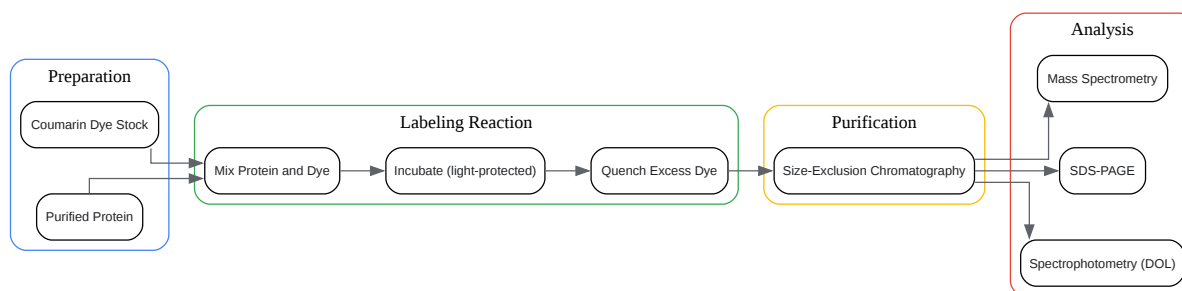 Preparation
Coumarin Dye Stock
Purified Protein
Labeling Reaction
Mix Protein and Dye
Incubate (light-protected)
Quench Excess Dye
Purification
Size-Exclusion Chromatography
Analysis
Mass Spectrometry
SDS-PAGE
Spectrophotometry (DOL)